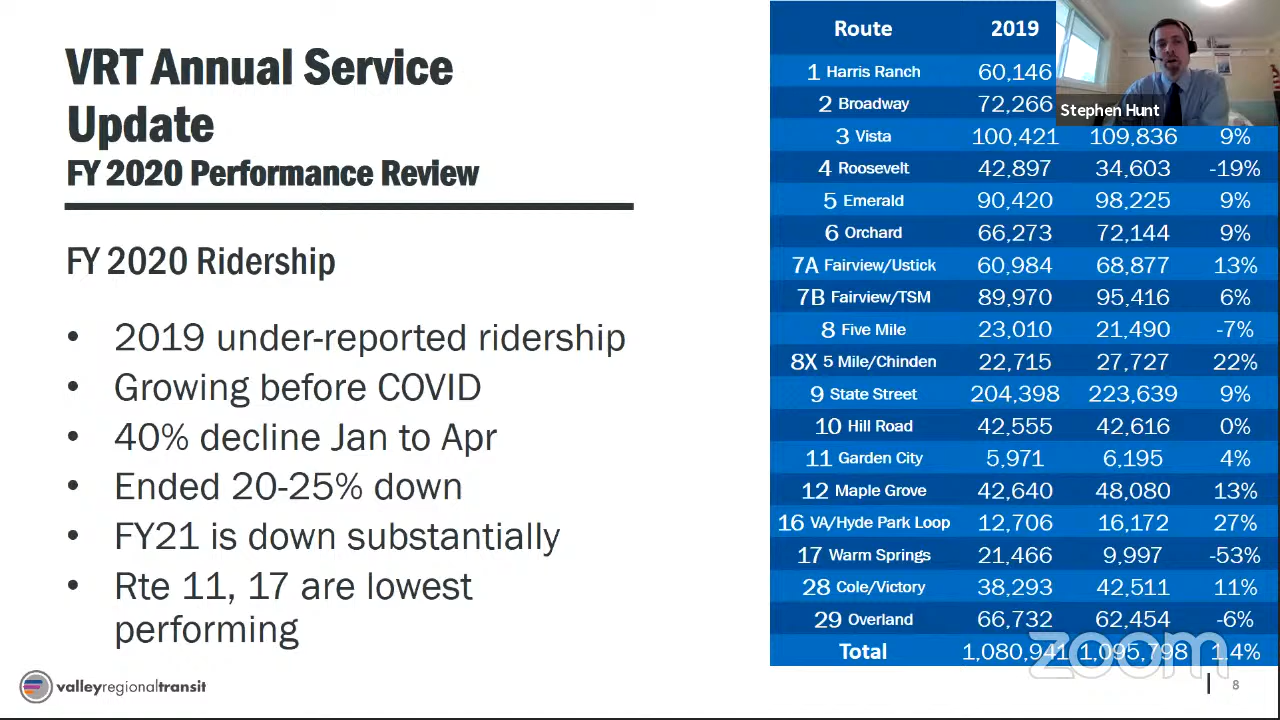 VRT Annual Service
Update
FY 2020 Performance Review
FY 2020 Ridership
• 2019 under-reported ridership
• Growing before COVID
• 40% decline Jan to Apr
• Ended 20-25% down
• FY21 is down substantially
• Rte 11, 17 are lowest
performing
valleyregionaltransit
Route 2019
1 Harris Ranch 60,146
2 Broadway 72,266
Stephen Hunt
3 Vista 100,421 109,836 9%
4 Roosevelt 42,897 34,603 -19%
5 Emerald 90,420 98,225 9%
6 Orchard 66,273 72,144 9%
7A Fairview/Ustick 60,984 68,877 13%
7B Fairview/TSM 89,970 95,416 6%
8 Five Mile 23,010 21,490 -7%
8X 5 Mile/Chinden 22,715 27,727 22%
9 State Street 204,398 223,639 9%
10 Hill Road 42,555 42,616 0%
11 Garden City 5,971 6,195 4%
12 Maple Grove 42,640 48,080 13%
16 VA/Hyde Park Loop 12,706 16,172 27%
17 Warm Springs 21,466 9,997 -53%
28 Cole/Victory 38,293 42,511 11%
29 Overland 66,732 62,454 -6%
Total 1,080,941 1,095,798 1.4%
zoom
8